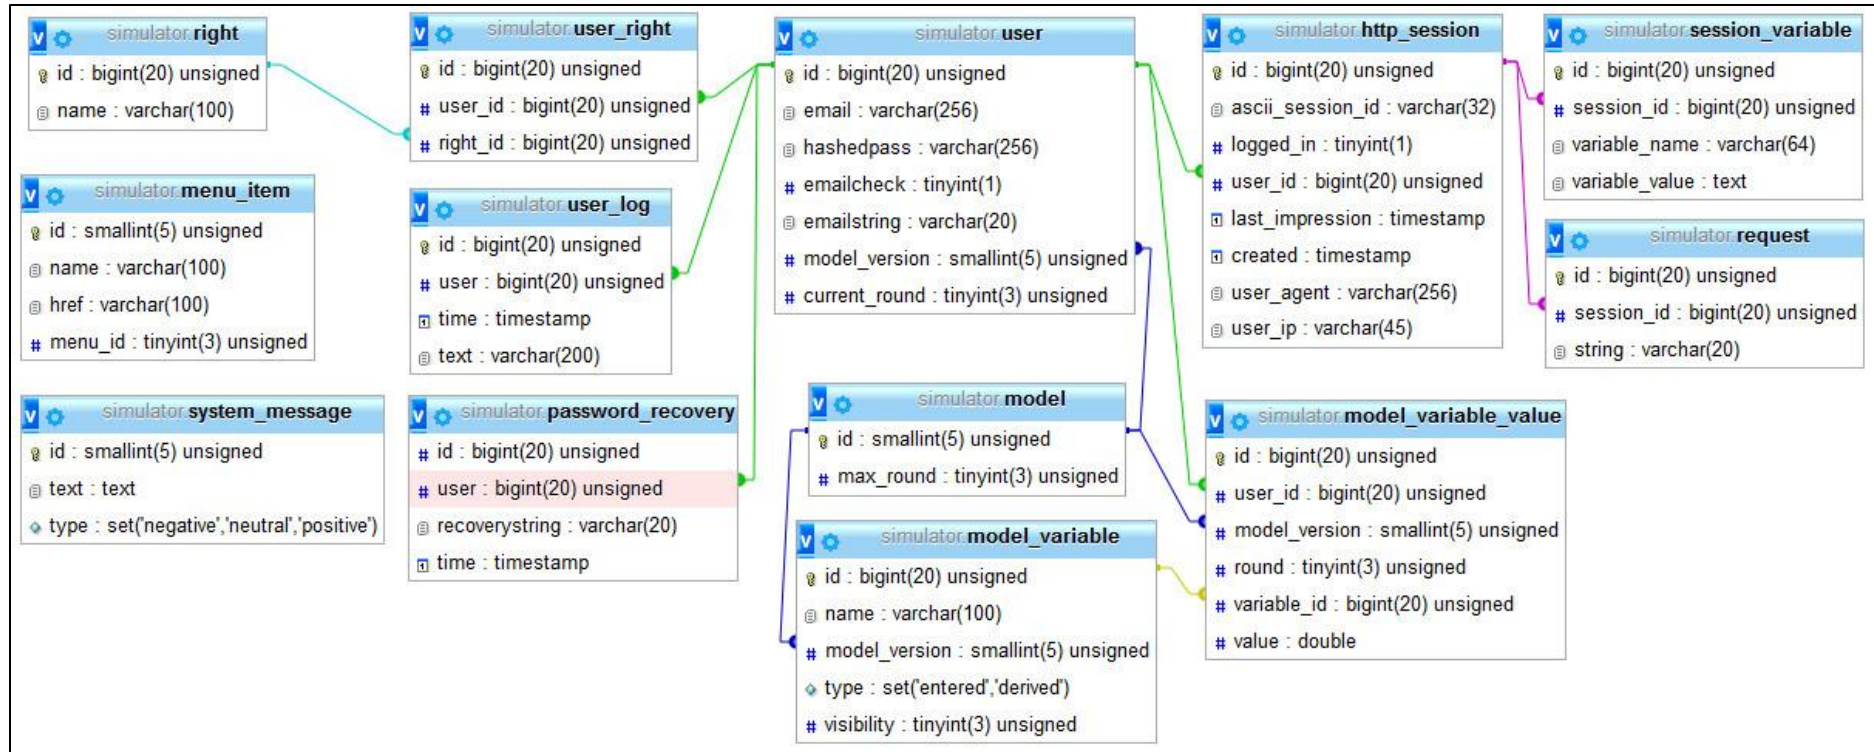 simulator.right
id : bigint(20) unsigned
name : varchar(100)
simulator.menu_item
id : smallint(5) unsigned
name : varchar(100)
href : varchar(100)
menu_id : tinyint(3) unsigned
simulator.system_message
id : smallint(5) unsigned
text : text
type : set('negative','neutral','positive')
simulator.user_right
id : bigint(20) unsigned
user_id : bigint(20) unsigned
right_id : bigint(20) unsigned
simulator.user_log
id : bigint(20) unsigned
user : bigint(20) unsigned
time : timestamp
text : varchar(200)
simulator.password_recovery
id : bigint(20) unsigned
user : bigint(20) unsigned
recoverystring : varchar(20)
time : timestamp
simulator.user
id : bigint(20) unsigned
email : varchar(256)
hashedpass : varchar(256)
emailcheck : tinyint(1)
emailstring : varchar(20)
model_version : smallint(5) unsigned
current_round : tinyint(3) unsigned
simulator.model
id : smallint(5) unsigned
max_round : tinyint(3) unsigned
simulator.model_variable
id : bigint(20) unsigned
name : varchar(100)
model_version : smallint(5) unsigned
type : set('entered','derived')
visibility : tinyint(3) unsigned
simulator.http_session
id : bigint(20) unsigned
ascii_session_id : varchar(32)
logged_in : tinyint(1)
user_id : bigint(20) unsigned
last_impression : timestamp
created : timestamp
user_agent : varchar(256)
user_ip : varchar(45)
simulator.model_variable_value
id : bigint(20) unsigned
user_id : bigint(20) unsigned
model_version : smallint(5) unsigned
round : tinyint(3) unsigned
variable_id : bigint(20) unsigned
value : double
simulator.session_variable
id : bigint(20) unsigned
session_id : bigint(20) unsigned
variable_name : varchar(64)
variable_value : text
simulator.request
id : bigint(20) unsigned
session_id : bigint(20) unsigned
string : varchar(20)